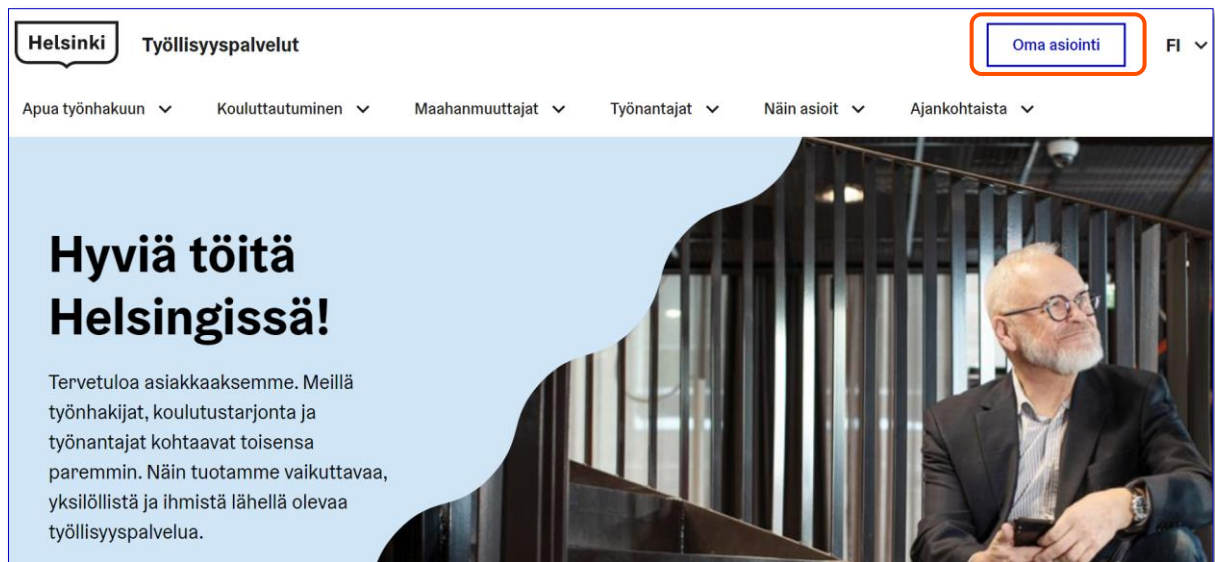 Helsinki Työllisyyspalvelut Oma asiointi FI
Apua työnhakuun Kouluttautuminen Maahanmuuttajat Työnantajat Näin asioit Ajankohtaista
Hyviä töitä
Helsingissä!
Tervetuloa asiakkaaksemme. Meillä
työnhakijat, koulutustarjonta ja
työnantajat kohtaavat toisensa
paremmin. Näin tuotamme vaikuttavaa,
yksilöllistä ja ihmistä lähellä olevaa
työllisyyspalvelua.